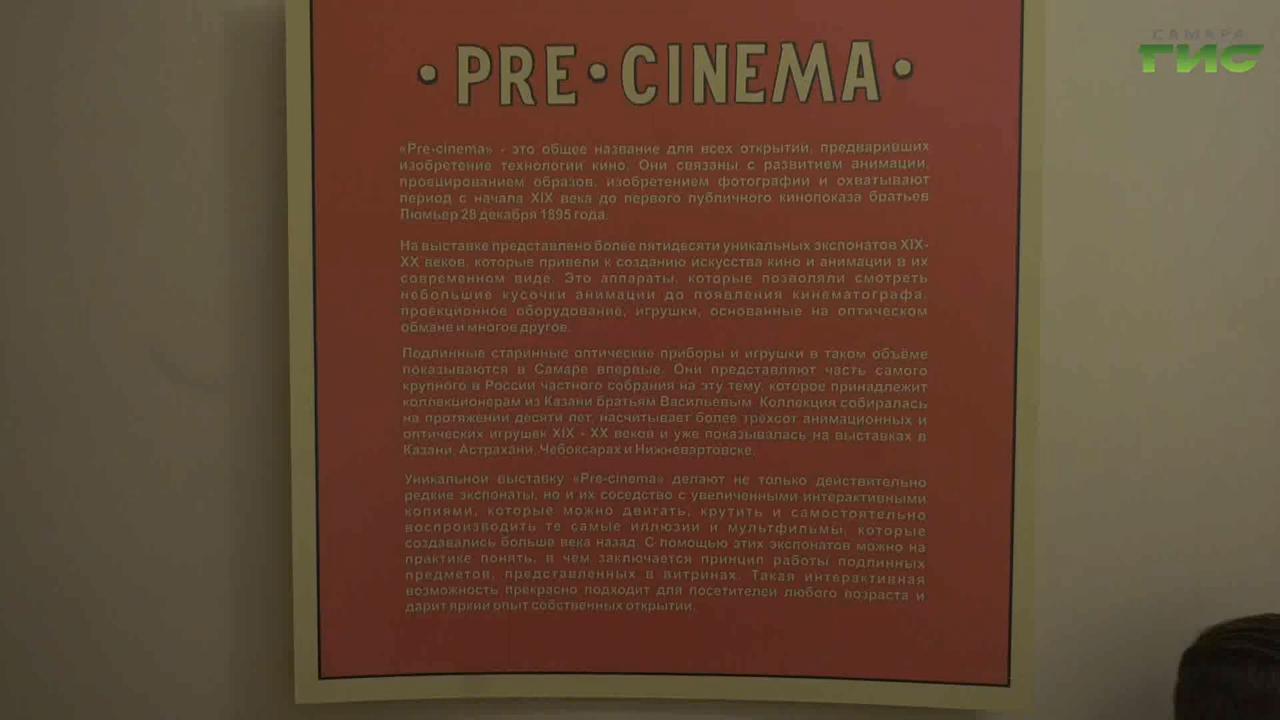 САМАРА
ГИС
• PRE • CINEMA •
«Pre-cinema» - это общее название для всех открытий, предваривших
изобретение технологии кино. Они связаны с развитием анимации,
проецированием образов, изобретением фотографии и охватывают
период с начала XIX века до первого публичного кинопоказа братьев
Люмьер 28 декабря 1895 года.
На выставке представлено более пятидесяти уникальных экспонатов XIX-
XX веков, которые привели к созданию искусства кино и анимации в их
современном виде. Это аппараты, которые позволяли смотреть
небольшие кусочки анимации до появления кинематографа,
проекционное оборудование, игрушки, основанные на оптическом
обмане и многое другое.
Подлинные старинные оптические приборы и игрушки в таком объёме
показываются в Самаре впервые. Они представляют часть самого
крупного в России частного собрания на эту тему, которое принадлежит
коллекционерам из Казани братьям Васильевым. Коллекция собиралась
на протяжении десяти лет, насчитывает более трёхсот анимационных и
оптических игрушек XIX - XX веков и уже показывалась на выставках в
Казани, Астрахани, Чебоксарах и Нижневартовске.
Уникальной выставку «Pre-cinema» делают не только действительно
редкие экспонаты, но и их соседство с увеличенными интерактивными
копиями, которые можно двигать, крутить и самостоятельно
воспроизводить те самые иллюзии и мультфильмы, которые
создавались больше века назад. С помощью этих экспонатов можно на
практике понять, в чем заключается принцип работы подлинных
предметов, представленных в витринах. Такая интерактивная
возможность прекрасно подходит для посетителей любого возраста и
дарит яркий опыт собственных открытий.